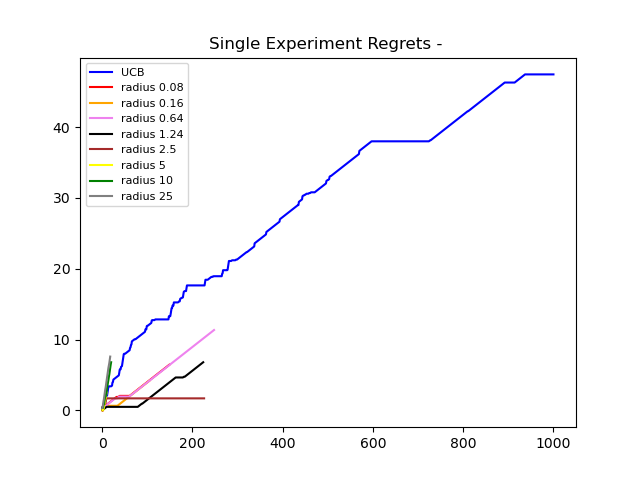 Single Experiment Regrets -
UCB
radius 0.08
radius 0.16
radius 0.64
radius 1.24
radius 2.5
radius 5
radius 10
radius 25
40
30
20
10
0
0 200 400 600 800 1000